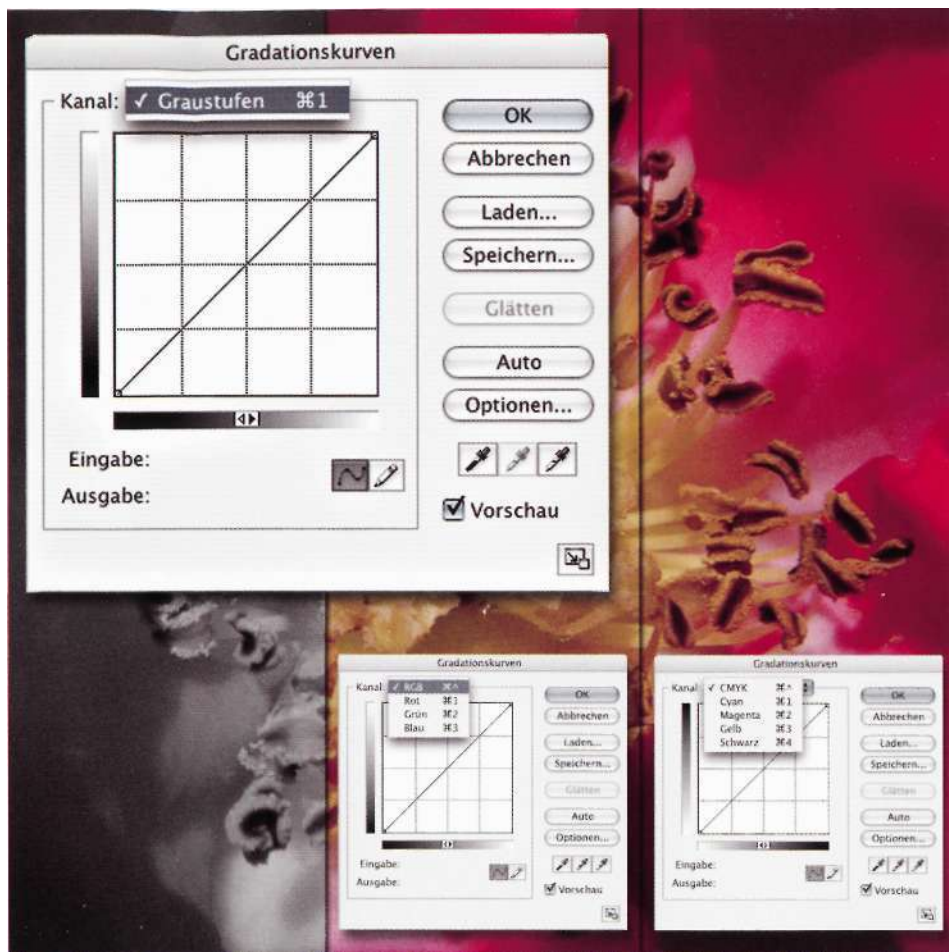 Gradationskurven
Kanal: ✓ Graustufen ⌘1
OK
Abbrechen
Laden...
Speichern...
Glätten
Auto
Optionen...
Eingabe:
Ausgabe:
Vorschau
Gradationskurven
Kanal: ✓ RGB ⌘^
Rot ⌘1
Grün ⌘2
Blau ⌘3
OK
Abbrechen
Laden...
Speichern...
Glätten
Auto
Optionen...
Eingabe:
Ausgabe:
Vorschau
Gradationskurven
Kanal ✓ CMYK ⌘^
Cyan ⌘1
Magenta ⌘2
Gelb ⌘3
Schwarz ⌘4
OK
Abbrechen
Laden...
Speichern...
Glätten
Auto
Optionen...
Eingabe:
Ausgabe:
Vorschau